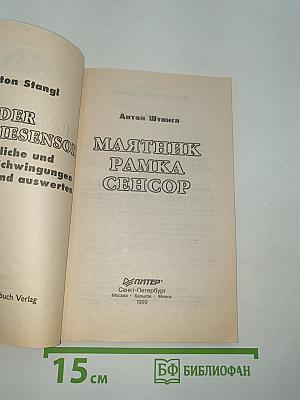 ton Stangl
DER
IESENSOR
liche und
chwingungen
nd auswerten
buch Verlag
Антон Штангл
МАЯТНИК
РАМКА
СЕНСОР
ПИТЕР
Санкт-Петербург
Москва · Харьков · Минск
1999
15 см
БФ БИБЛИОФАН